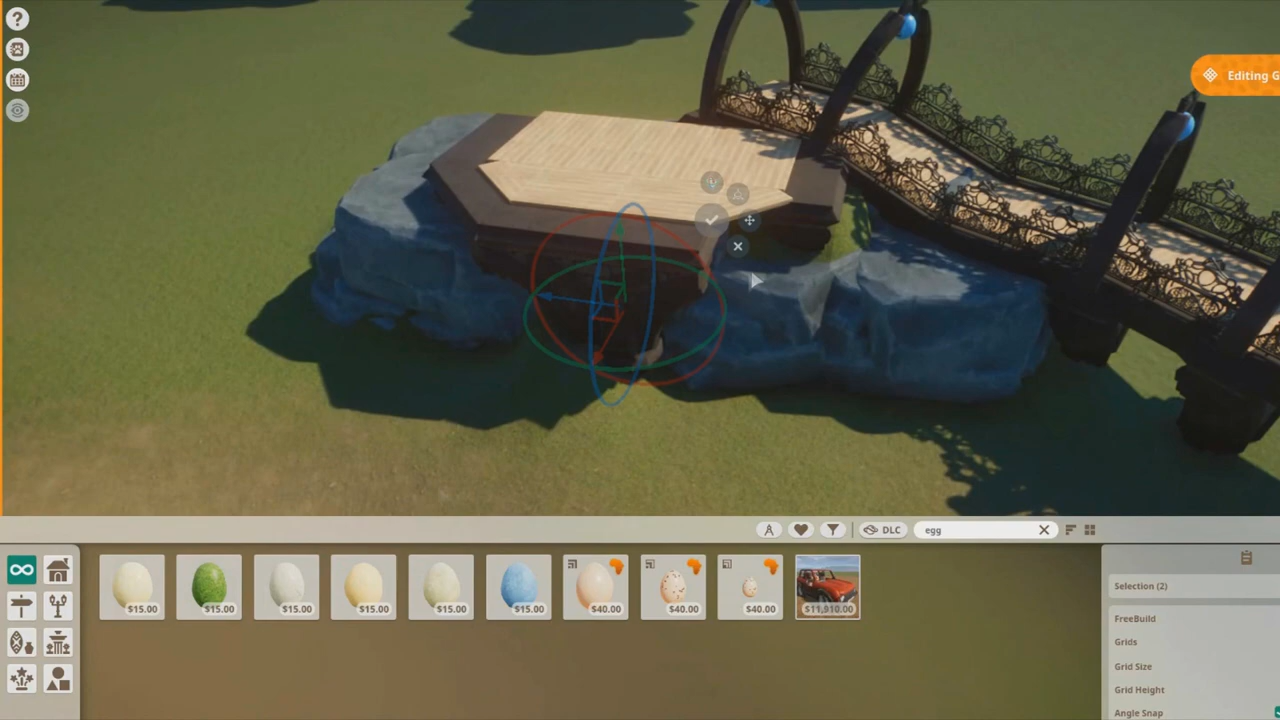 ?
Editing G
DLC
egg
$15.00
$15.00
$15.00
$15.00
$15.00
$15.00
$40.00
$40.00
$40.00
$11,910.00
Selection (2)
FreeBuild
Grids
Grid Size
Grid Height
Angle Snap